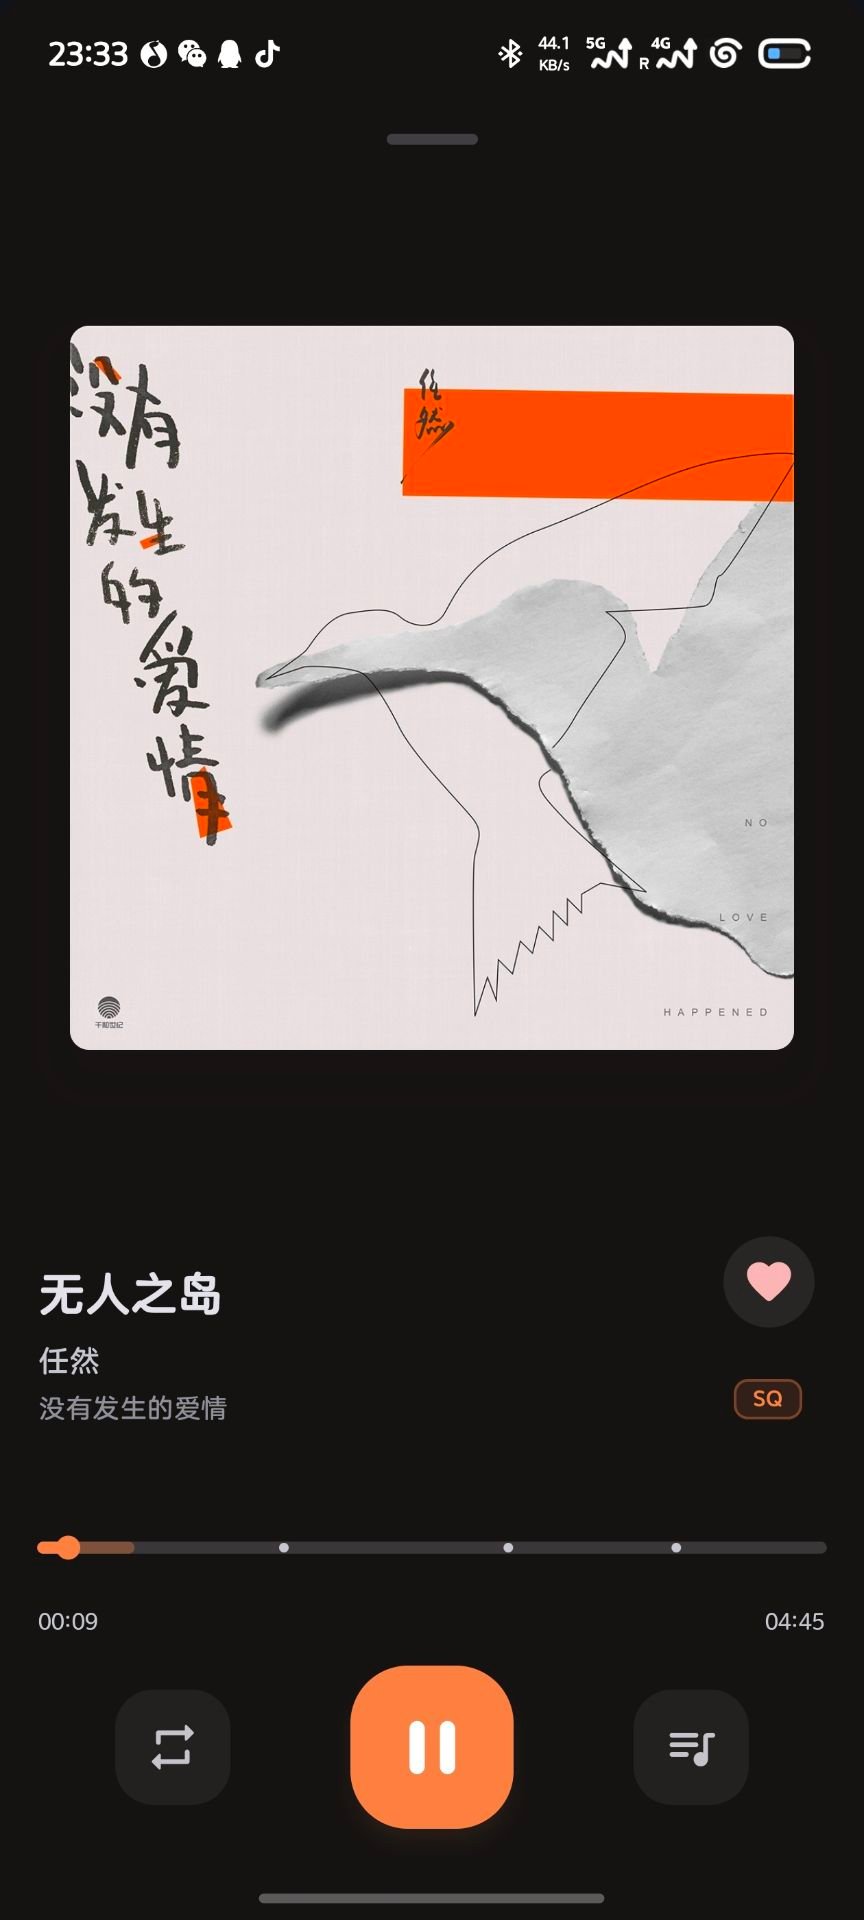 23:33
44.1
KB/s
5G
R
4G
没有
发生
的
爱
情
任
然
NO
LOVE
HAPPENED
千和世纪
无人之岛
任然
没有发生的爱情
SQ
00:09
04:45